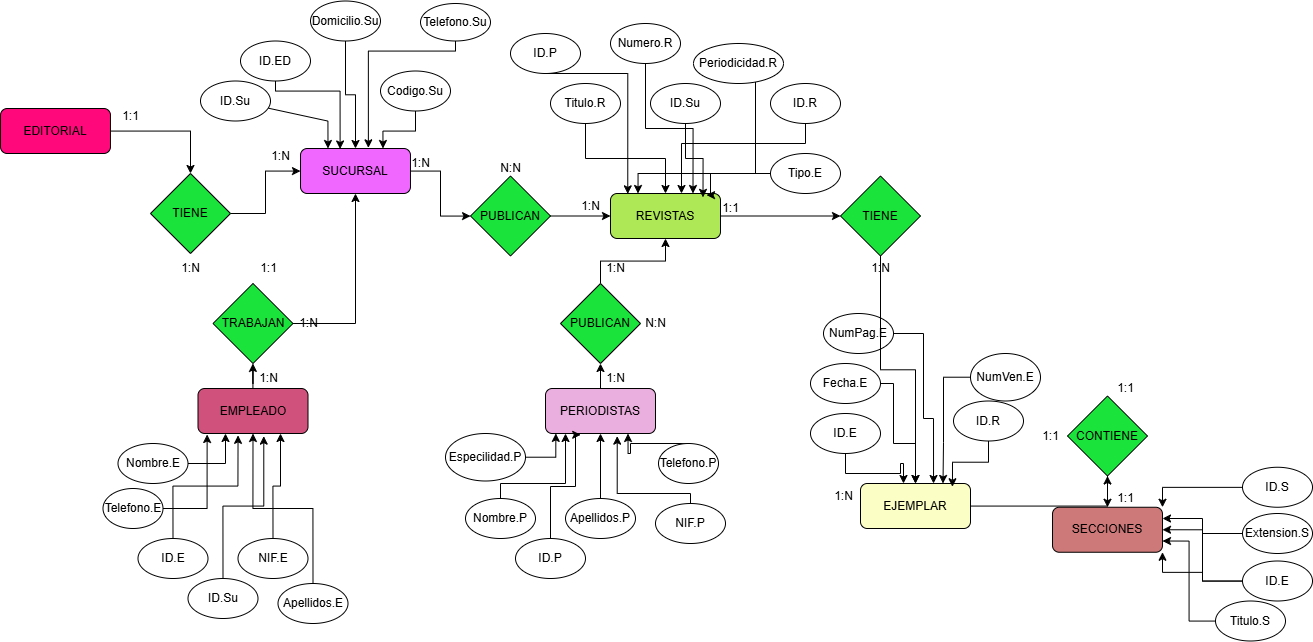 Domicilio.Su
Telefono.Su
Numero.R
ID.P
ID.ED
Periodicidad.R
Codigo.Su
ID.Su
Titulo.R
ID.Su
ID.R
1:1
EDITORIAL
1:N
SUCURSAL
1:N
N:N
Tipo.E
TIENE
PUBLICAN
1:N
REVISTAS
1:1
TIENE
1:N
1:1
1:N
1:N
TRABAJAN
1:N
PUBLICAN
N:N
NumPag.E
1:N
1:N
Fecha.E
NumVen.E
1:1
EMPLEADO
PERIODISTAS
ID.E
ID.R
1:1
CONTIENE
Nombre.E
Especilidad.P
Telefono.P
1:N
EJEMPLAR
1:1
ID.S
Telefono.E
Nombre.P
Apellidos.P
NIF.P
SECCIONES
Extension.S
ID.E
NIF.E
ID.P
ID.E
ID.Su
Apellidos.E
Titulo.S